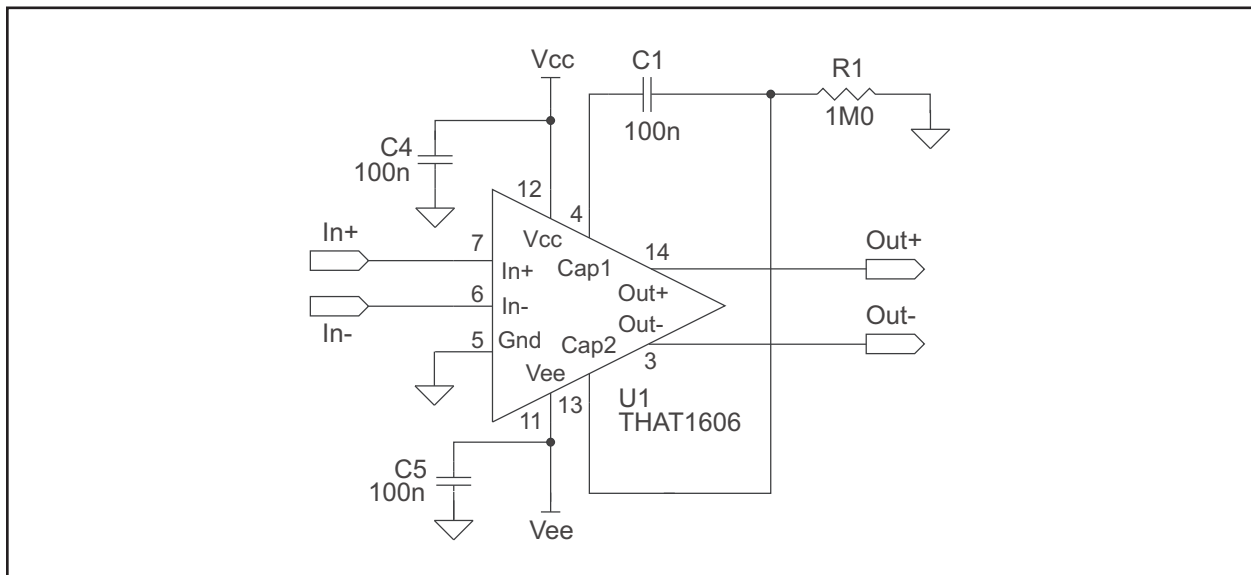 Vcc
C1
R1
100n
1M0
C4
100n
12
4
In+
7
Vcc
14
Out+
In+
Cap1
6
Out+
In-
In-
Out-
Out-
5
Gnd
Cap2
3
Vee
13
U1
11
THAT1606
C5
100n
Vee